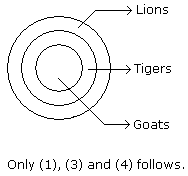 Lions
Tigers
Goats
Only (1), (3) and (4) follows.